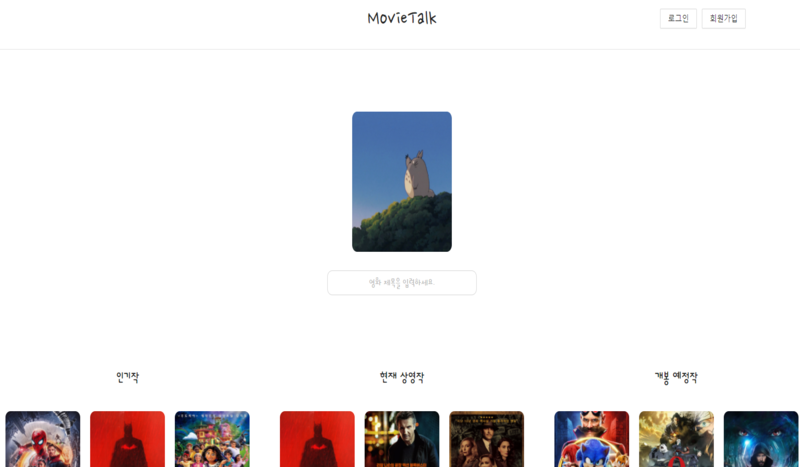 MovieTalk
로그인
회원가입
영화 제목을 입력하세요.
인기작
현재 상영작
개봉 예정작